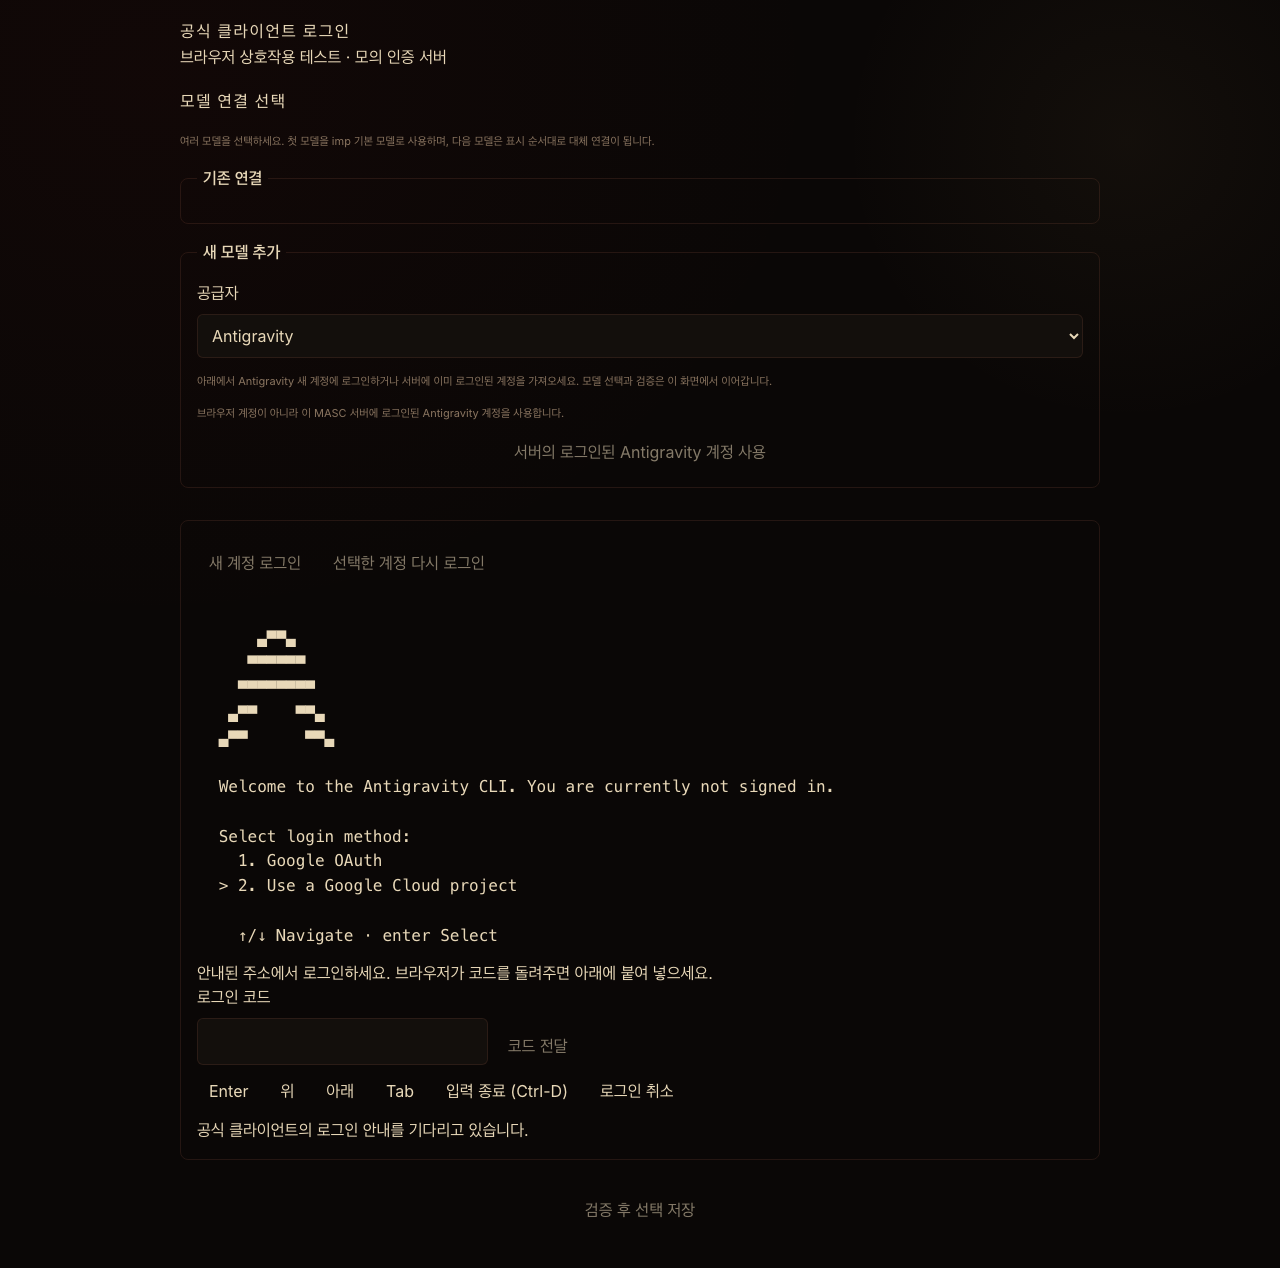 공식 클라이언트 로그인
브라우저 상호작용 테스트 · 모의 인증 서버
모델 연결 선택
여러 모델을 선택하세요. 첫 모델을 imp 기본 모델로 사용하며, 다음 모델은 표시 순서대로 대체 연결이 됩니다.
기존 연결
새 모델 추가
공급자
Antigravity
아래에서 Antigravity 새 계정에 로그인하거나 서버에 이미 로그인된 계정을 가져오세요. 모델 선택과 검증은 이 화면에서 이어갑니다.
브라우저 계정이 아니라 이 MASC 서버에 로그인된 Antigravity 계정을 사용합니다.
서버의 로그인된 Antigravity 계정 사용
새 계정 로그인 선택한 계정 다시 로그인
Welcome to the Antigravity CLI. You are currently not signed in.
Select login method:
1. Google OAuth
> 2. Use a Google Cloud project
↑/↓ Navigate · enter Select
안내된 주소에서 로그인하세요. 브라우저가 코드를 돌려주면 아래에 붙여 넣으세요.
로그인 코드
코드 전달
Enter 위 아래 Tab 입력 종료 (Ctrl-D) 로그인 취소
공식 클라이언트의 로그인 안내를 기다리고 있습니다.
검증 후 선택 저장